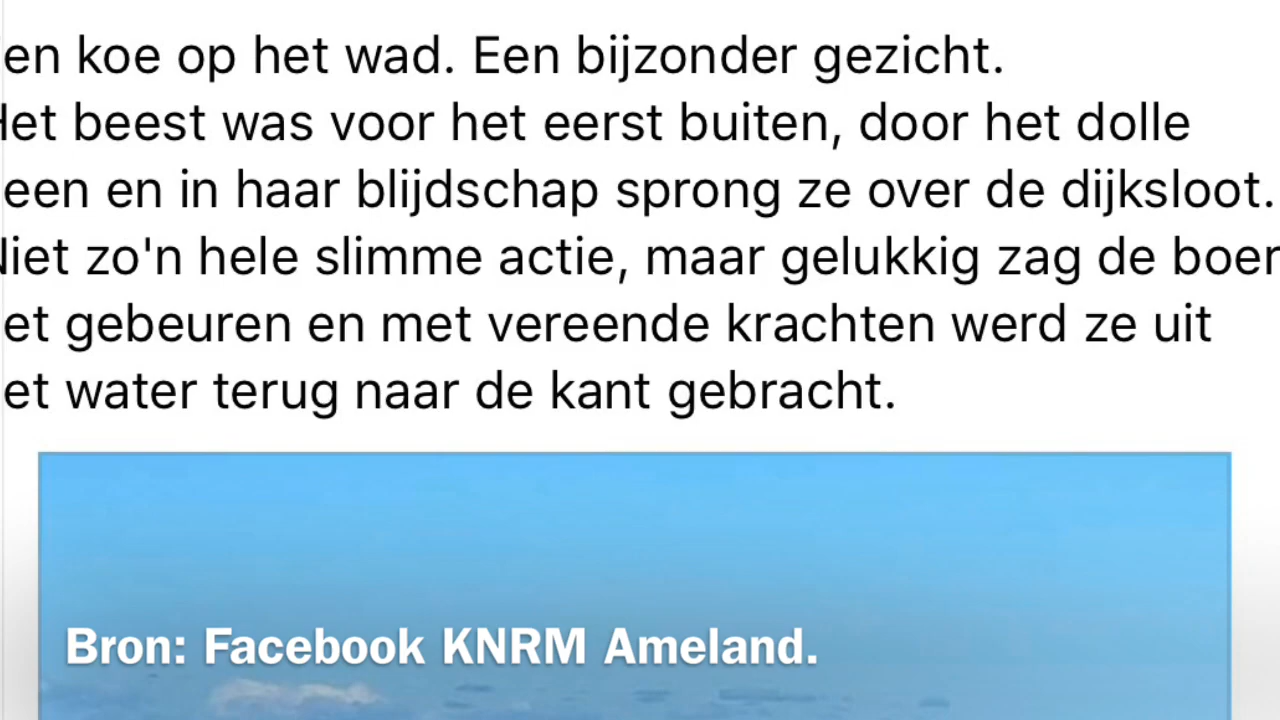 en koe op het wad. Een bijzonder gezicht.
Het beest was voor het eerst buiten, door het dolle
een en in haar blijdschap sprong ze over de dijksloot.
Niet zo'n hele slimme actie, maar gelukkig zag de boer
et gebeuren en met vereende krachten werd ze uit
et water terug naar de kant gebracht.
Bron: Facebook KNRM Ameland.